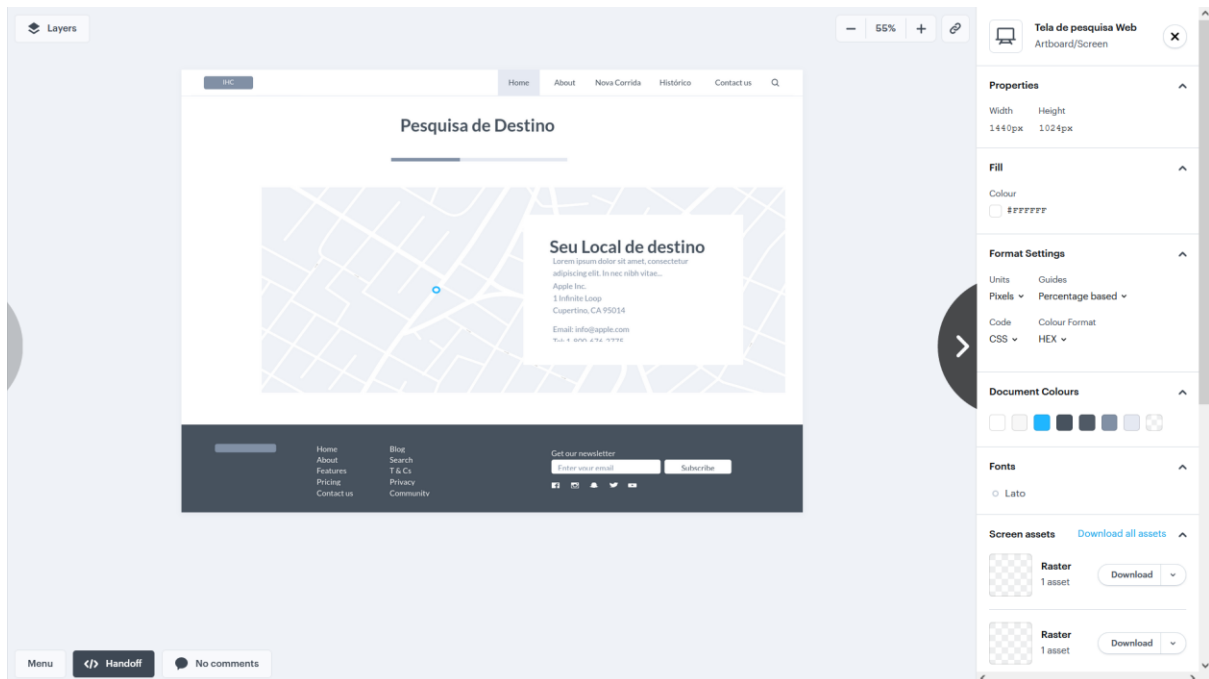 Layers
55%
IHC
Home About Nova Corrida Histórico Contact us
Pesquisa de Destino
Seu Local de destino
Lorem ipsum dolor sit amet, consectetur
adipiscing elit. In nec nibh vitae...
Apple Inc.
1 Infinite Loop
Cupertino, CA 95014
Email: info@apple.com
Tel: 1-800-676-2775
Home Blog
About Search
Features T & Cs
Pricing Privacy
Contact us Community
Get our newsletter
Enter your email Subscribe
Menu </> Handoff No comments
Tela de pesquisa Web
Artboard/Screen
Properties
Width Height
1440px 1024px
Fill
Colour
#FFFFFF
Format Settings
Units Guides
Pixels Percentage based
Code Colour Format
CSS HEX
Document Colours
Fonts
Lato
Screen assets Download all assets
Raster
1 asset
Download
Raster
1 asset
Download